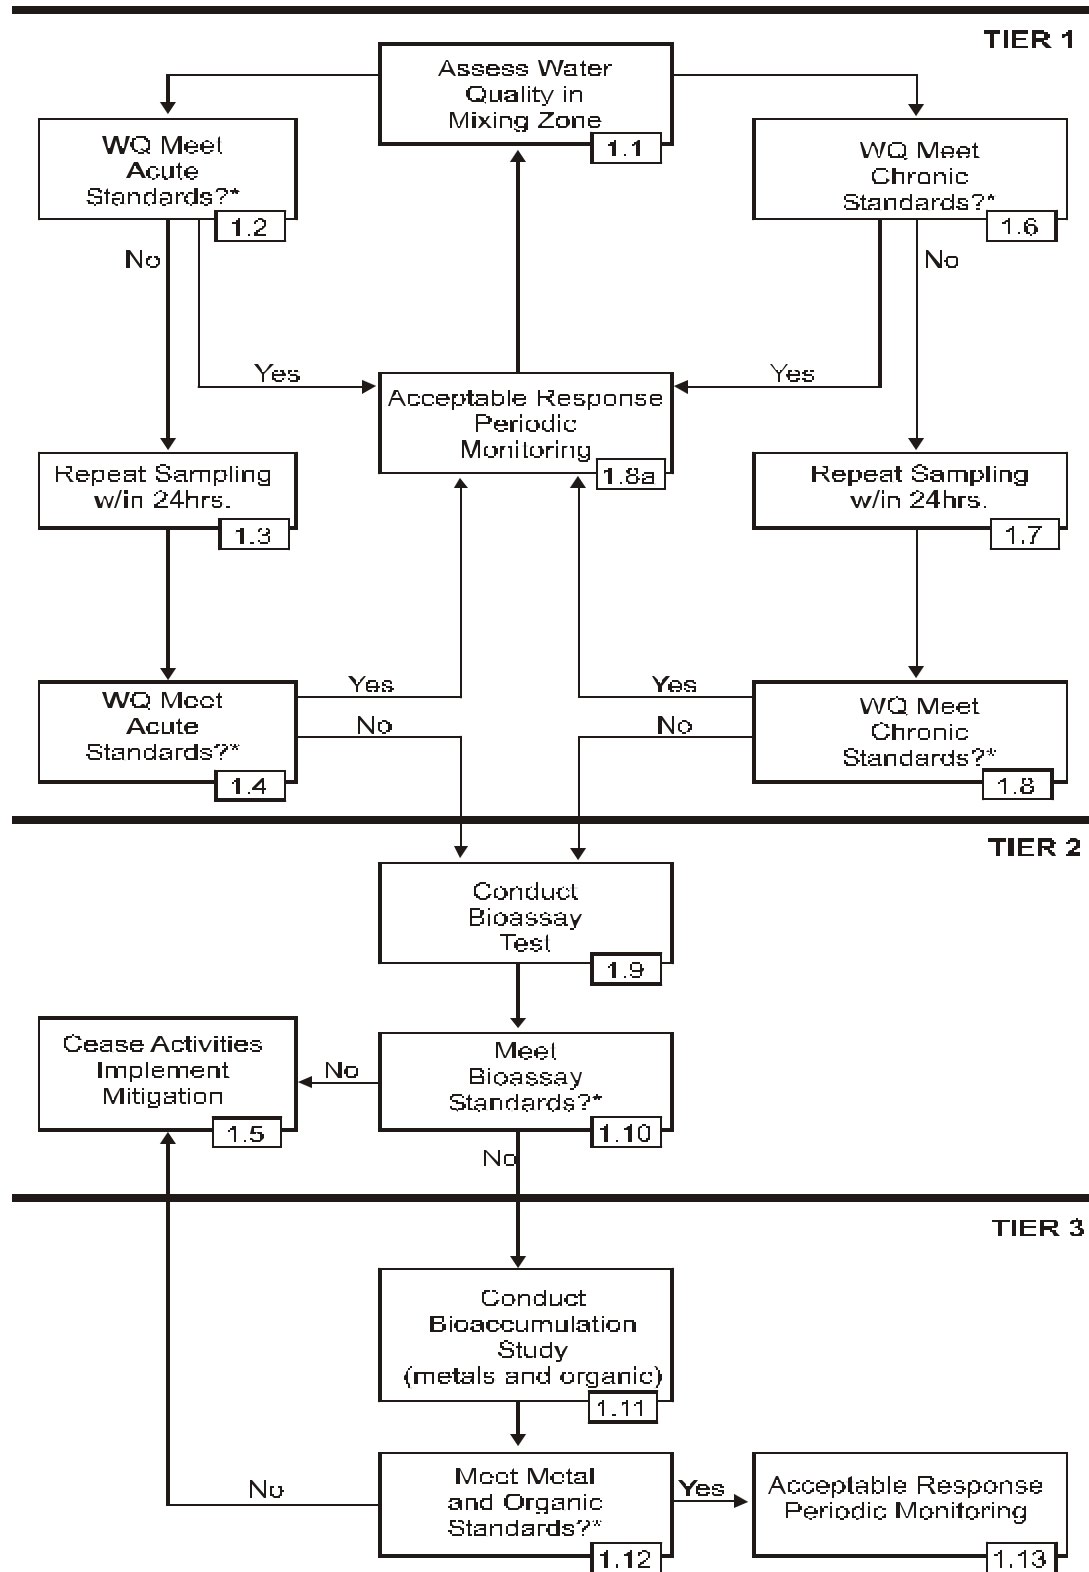 TIER 1
Assess Water
Quality in
Mixing Zone
1.1
WQ Meet
Acute
Standards?*
1.2
WQ Meet
Chronic
Standards?*
1.6
No
No
Yes
Yes
Acceptable Response
Periodic
Monitoring
1.8a
Repeat Sampling
w/in 24hrs.
1.3
Repeat Sampling
w/in 24hrs.
1.7
WQ Meet
Acute
Standards?*
1.4
Yes
No
Yes
No
WQ Meet
Chronic
Standards?*
1.8
TIER 2
Conduct
Bioassay
Test
1.9
Cease Activities
Implement
Mitigation
1.5
No
Meet
Bioassay
Standards?*
1.10
No
TIER 3
Conduct
Bioaccumulation
Study
(metals and organic)
1.11
No
Meet Metal
and Organic
Standards?*
1.12
Yes
Acceptable Response
Periodic Monitoring
1.13